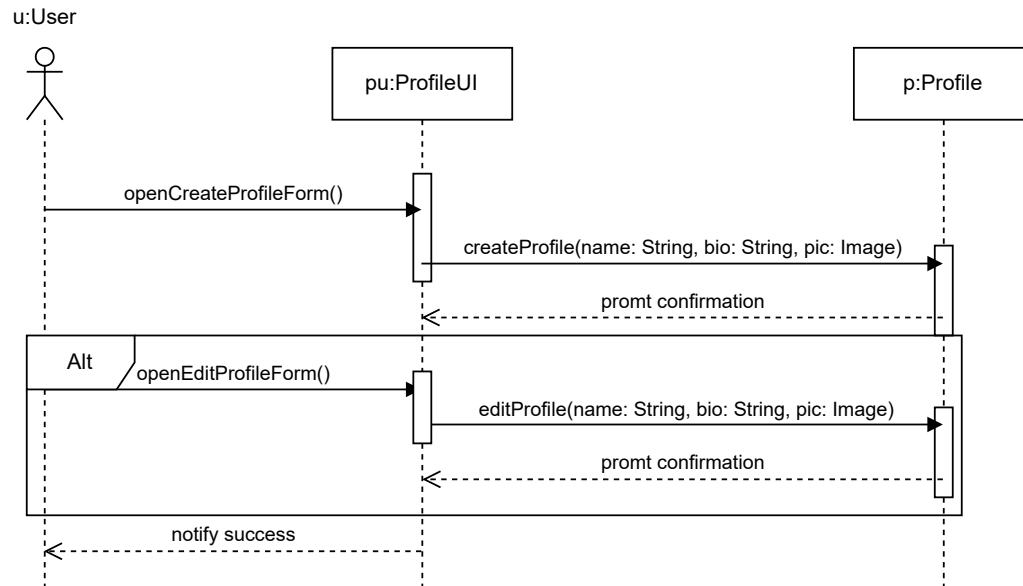 u:User
pu:ProfileUI
p:Profile
openCreateProfileForm()
createProfile(name: String, bio: String, pic: Image)
promt confirmation
Alt
openEditProfileForm()
editProfile(name: String, bio: String, pic: Image)
promt confirmation
notify success